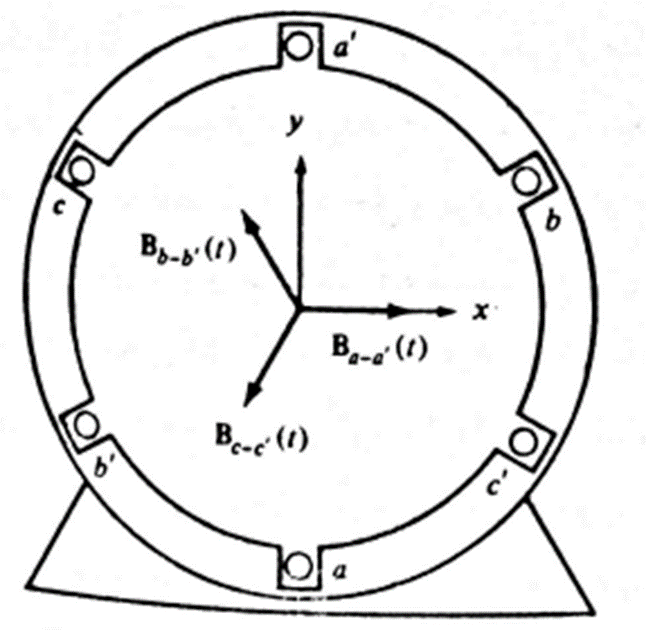 a'
y
c
b
B_{b-b'}(t)
x
B_{a-a'}(t)
B_{c-c'}(t)
b'
c'
a